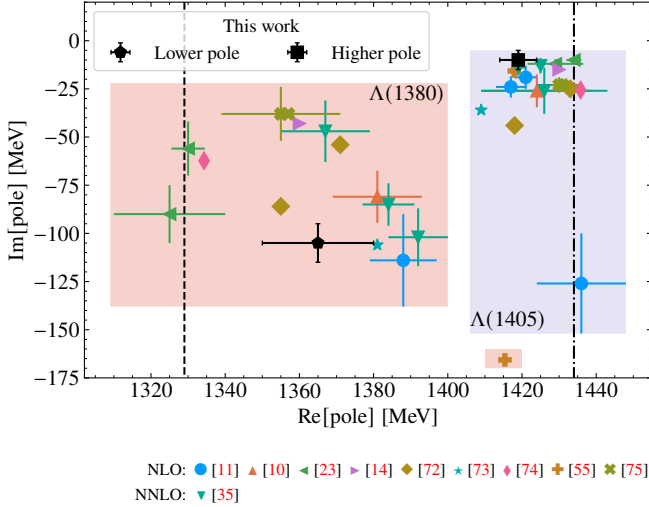 This work
Lower pole Higher pole
Λ(1380)
Λ(1405)
0
−25
−50
−75
−100
−125
−150
−175
Im[pole] [MeV]
1320 1340 1360 1380 1400 1420 1440
Re[pole] [MeV]
NLO: [11] [10] [23] [14] [72] [73] [74] [55] [75]
NNLO: [35]